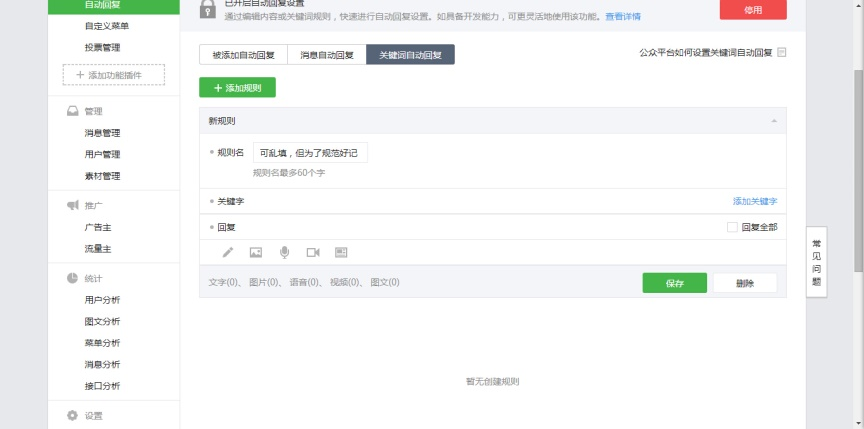 自动回复
自定义菜单
投票管理
添加功能插件
管理
消息管理
用户管理
素材管理
推广
广告主
流量主
统计
用户分析
图文分析
菜单分析
消息分析
接口分析
设置
已开启自动回复设置
通过编辑内容或关键词规则，快速进行自动回复设置。如具备开发能力，可更灵活地使用该功能。查看详情
停用
被添加自动回复 消息自动回复 关键词自动回复
公众平台如何设置关键词自动回复
添加规则
新规则
规则名 可乱填，但为了规范好记
规则名最多60个字
关键字 添加关键字
回复 回复全部
文字(0)、 图片(0)、 语音(0)、 视频(0)、 图文(0)
保存 删除
暂无创建规则
常见问题